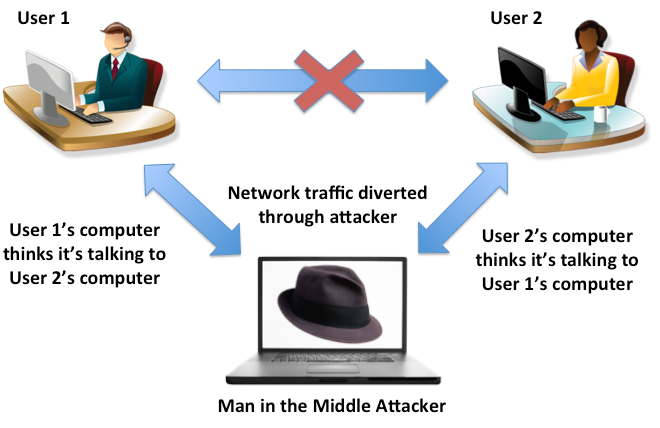 User 1
User 2
Network traffic diverted
through attacker
User 1’s computer
thinks it’s talking to
User 2’s computer
User 2’s computer
thinks it’s talking to
User 1’s computer
Man in the Middle Attacker